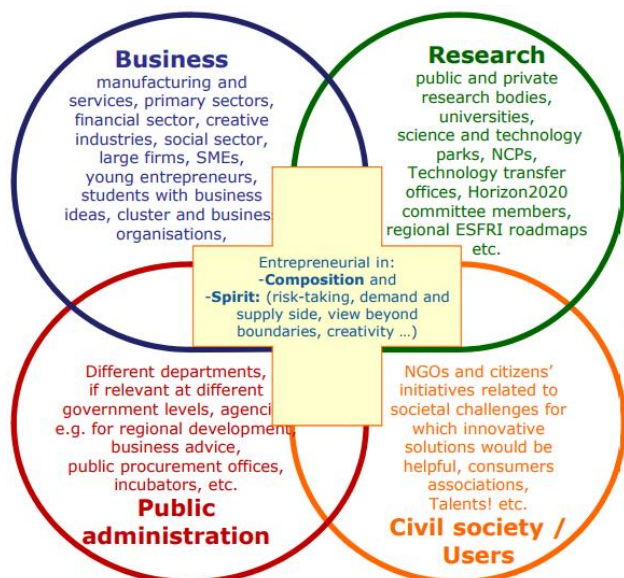 Business
manufacturing and
services, primary sectors,
financial sector, creative
industries, social sector,
large firms, SMEs,
young entrepreneurs,
students with business
ideas, cluster and busines
organisations,
Research
public and private
research bodies,
universities,
science and technology
parks, NCPs,
Technology transfer
offices, Horizon2020
committee members,
regional ESFRI roadmaps
etc.
Entrepreneurial in:
-Composition and
-Spirit: (risk-taking, demand and
supply side, view beyond
boundaries, creativity ...)
Different departments,
if relevant at different
government levels, agenci
e.g. for regional development,
business advice,
public procurement offices,
incubators, etc.
Public
administration
NGOs and citizens'
initiatives related to
societal challenges for
which innovative
solutions would be
helpful, consumers
associations,
Talents! etc.
Civil society /
Users